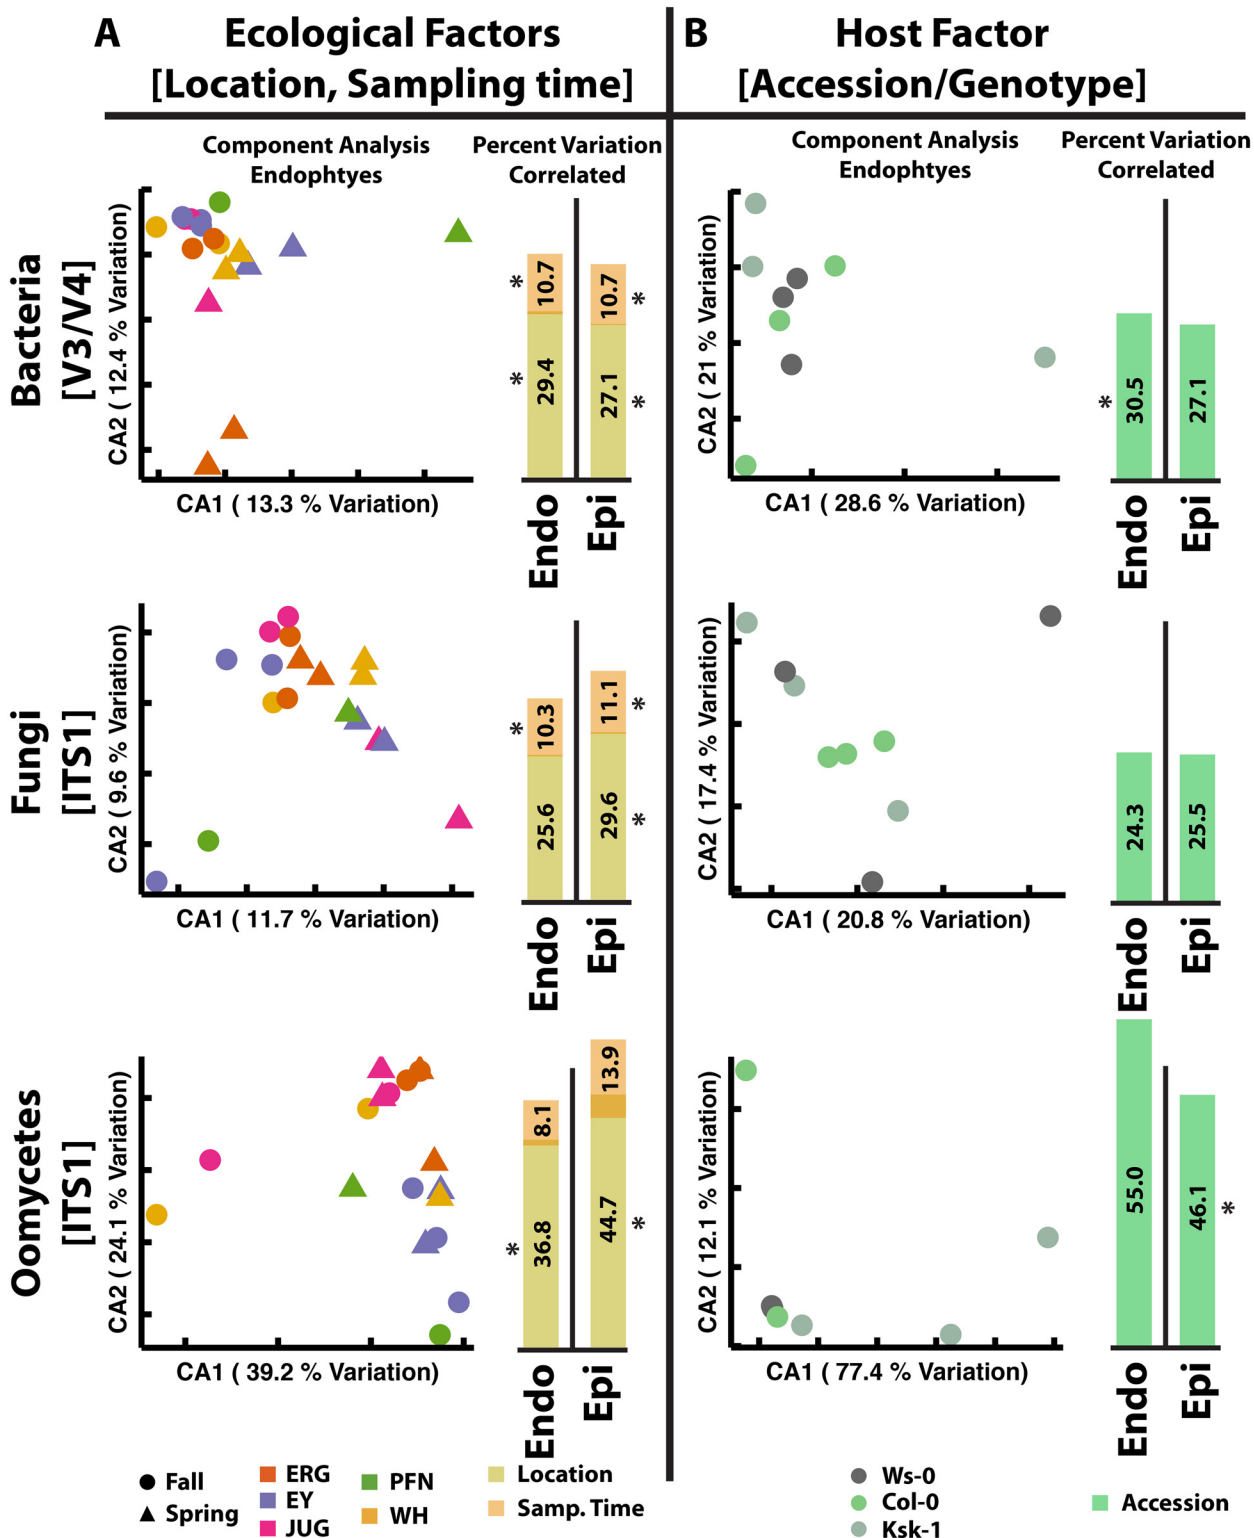 A
Ecological Factors
[Location, Sampling time]
B
Host Factor
[Accession/Genotype]
Component Analysis
Endophtyes
Percent Variation
Correlated
Component Analysis
Endophtyes
Percent Variation
Correlated
Bacteria
[V3/V4]
CA2 ( 12.4 % Variation)
CA1 ( 13.3 % Variation)
* 10.7
* 29.4
10.7 *
27.1 *
Endo
Epi
CA2 ( 21 % Variation)
CA1 ( 28.6 % Variation)
* 30.5
27.1
Endo
Epi
Fungi
[ITS1]
CA2 ( 9.6 % Variation)
CA1 ( 11.7 % Variation)
* 10.3
25.6
11.1 *
29.6 *
Endo
Epi
CA2 ( 17.4 % Variation)
CA1 ( 20.8 % Variation)
24.3
25.5
Endo
Epi
Oomycetes
[ITS1]
CA2 ( 24.1 % Variation)
CA1 ( 39.2 % Variation)
8.1
* 36.8
13.9
44.7 *
Endo
Epi
CA2 ( 12.1 % Variation)
CA1 ( 77.4 % Variation)
55.0
46.1 *
Endo
Epi
Fall
Spring
ERG
EY
JUG
PFN
WH
Location
Samp. Time
Ws-0
Col-0
Ksk-1
Accession